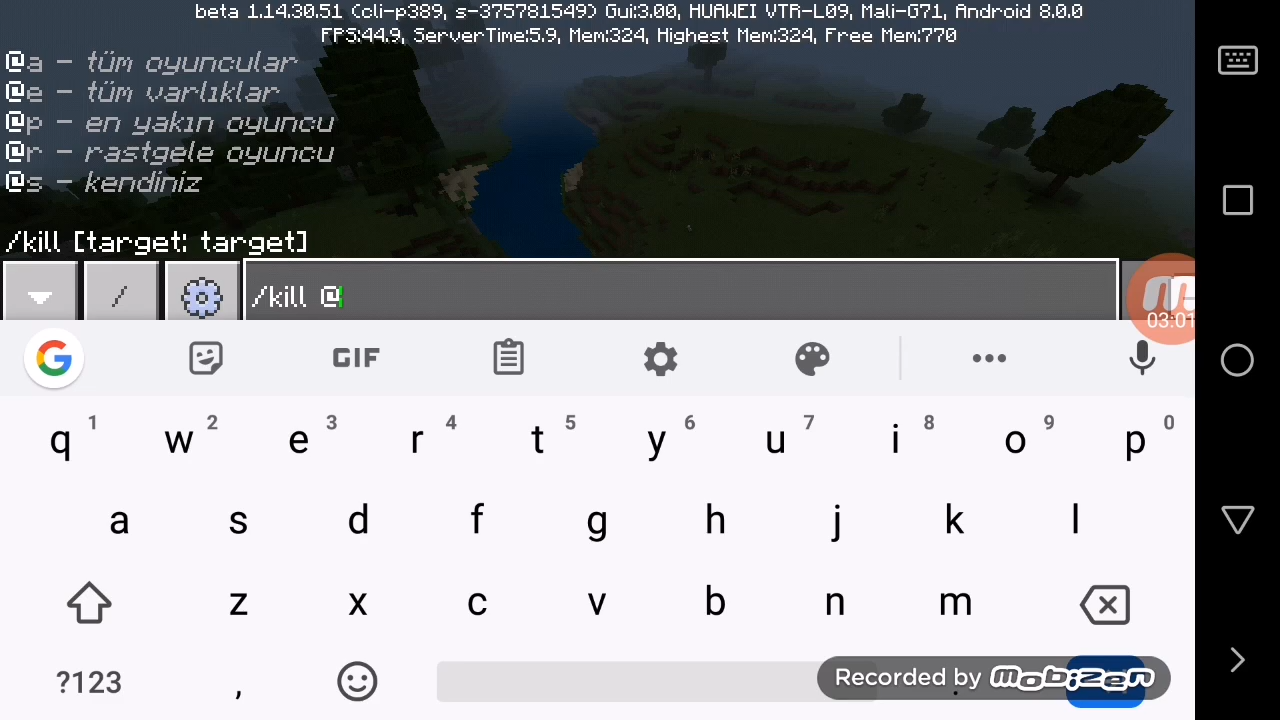 beta 1.14.30.51 (cli-p389, s-375781549) Gui:3.00, HUAWEI VTR-L09, Mali-G71, Android 8.0.0
FPS:44.9, ServerTime:5.9, Mem:324, Highest Mem:324, Free Mem:770
@a - tüm oyuncular
@e - tüm varlıklar
@p - en yakın oyuncu
@r - rastgele oyuncu
@s - kendiniz
/kill [target: target]
/ /kill @
03:01
G GIF
q 1 w 2 e 3 r 4 t 5 y 6 u 7 i 8 o 9 p 0
a s d f g h j k l
z x c v b n m
?123 , .
Recorded by mobizen